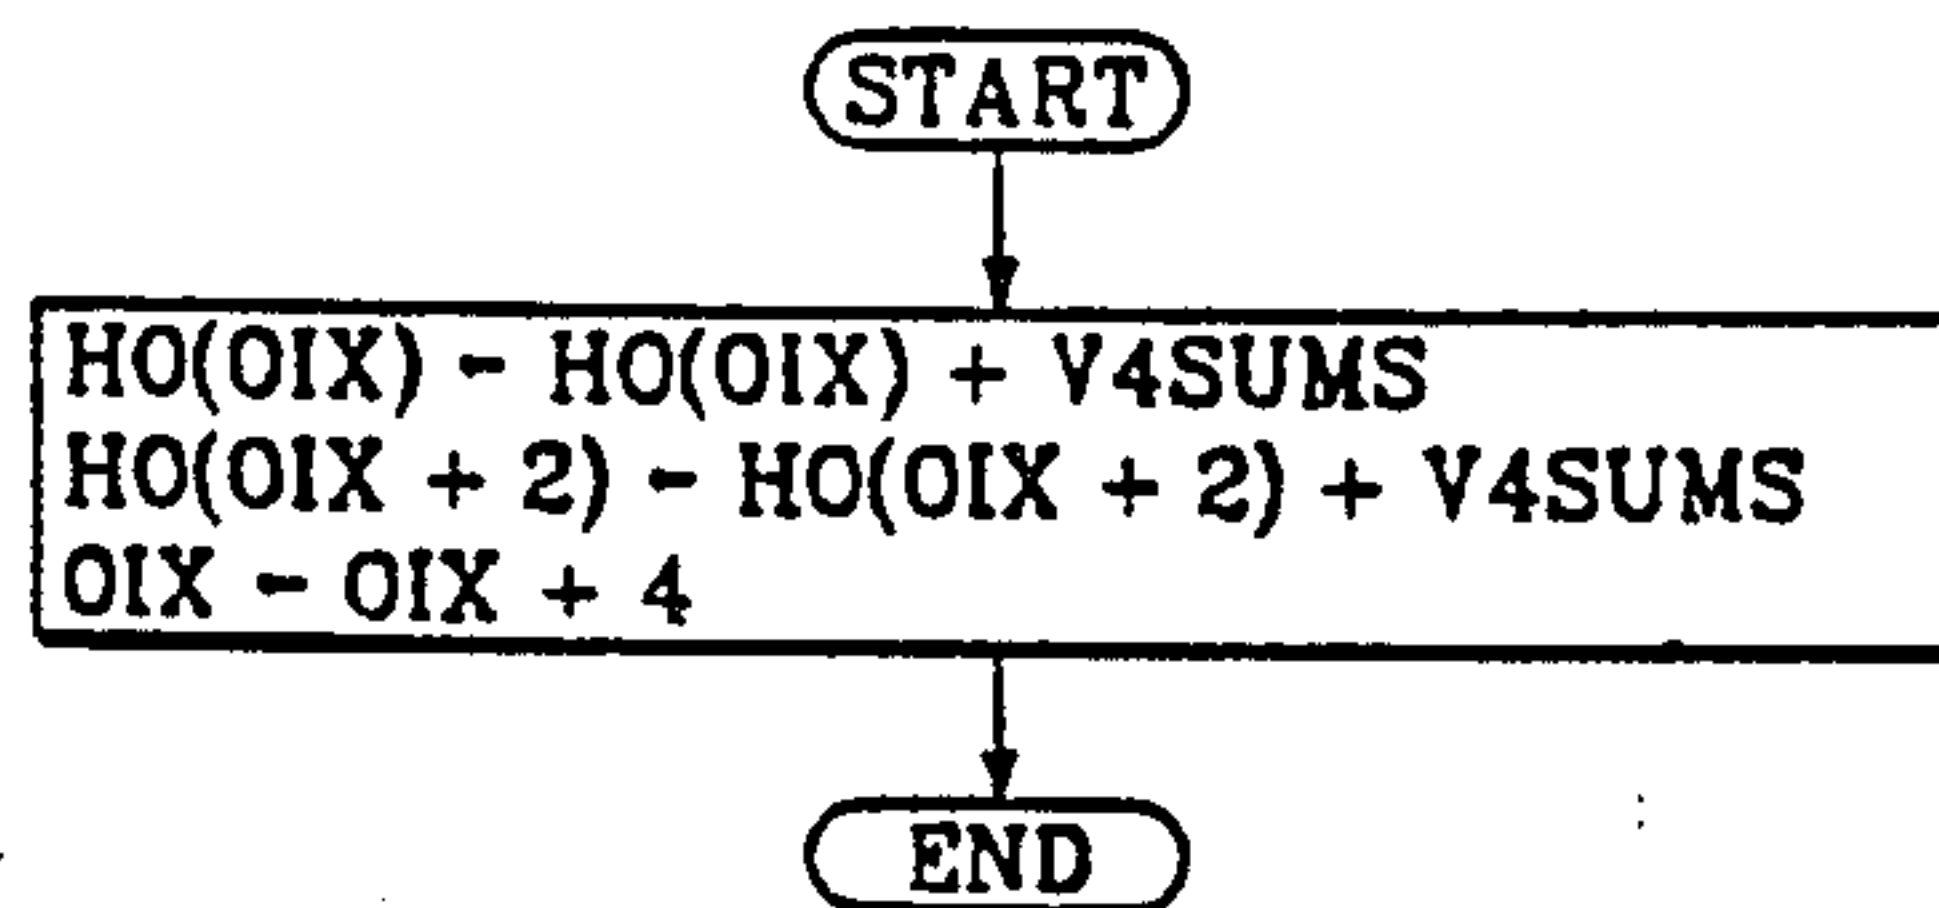 START
HO(OIX) ← HO(OIX) + V4SUMS
HO(OIX + 2) ← HO(OIX + 2) + V4SUMS
OIX ← OIX + 4
END